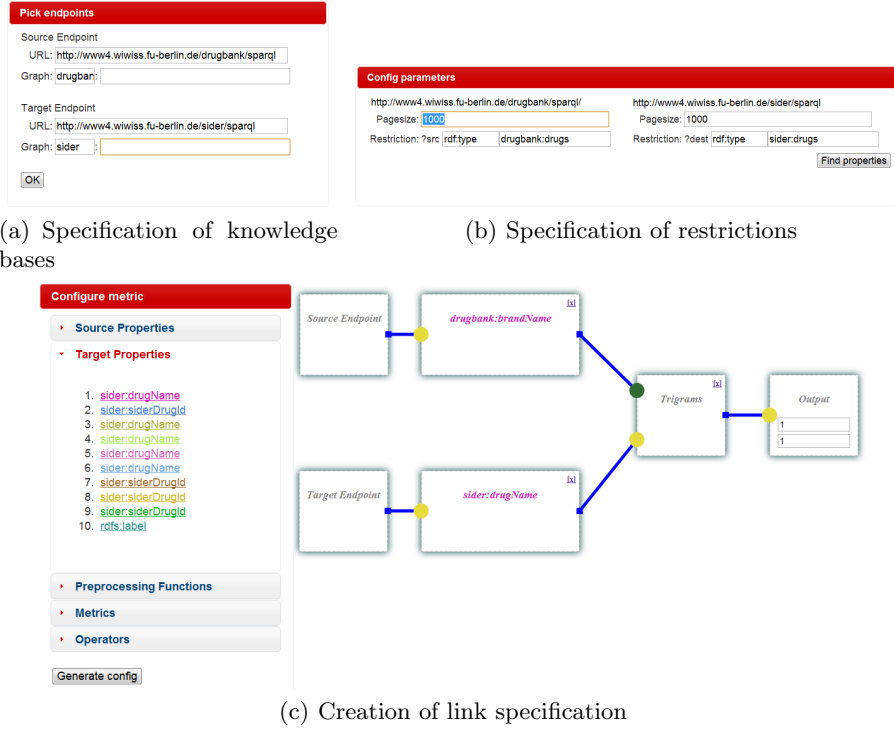 Pick endpoints
Source Endpoint
URL: http://www4.wiwiss.fu-berlin.de/drugbank/sparql
Graph: drugban:
Target Endpoint
URL: http://www4.wiwiss.fu-berlin.de/sider/sparql
Graph: sider :
OK
(a) Specification of knowledge
bases
Config parameters
http://www4.wiwiss.fu-berlin.de/drugbank/sparql/
Pagesize: 1000
Restriction: ?src rdf:type drugbank:drugs
http://www4.wiwiss.fu-berlin.de/sider/sparql
Pagesize: 1000
Restriction: ?dest rdf:type sider:drugs
Find properties
(b) Specification of restrictions
Configure metric
Source Properties
Target Properties
1. sider:drugName
2. sider:siderDrugId
3. sider:drugName
4. sider:drugName
5. sider:drugName
6. sider:drugName
7. sider:siderDrugId
8. sider:siderDrugId
9. sider:siderDrugId
10. rdfs:label
Preprocessing Functions
Metrics
Operators
Generate config
Source Endpoint
[x]
drugbank:brandName
Target Endpoint
[x]
sider:drugName
[x]
Trigrams
Output
1
1
(c) Creation of link specification